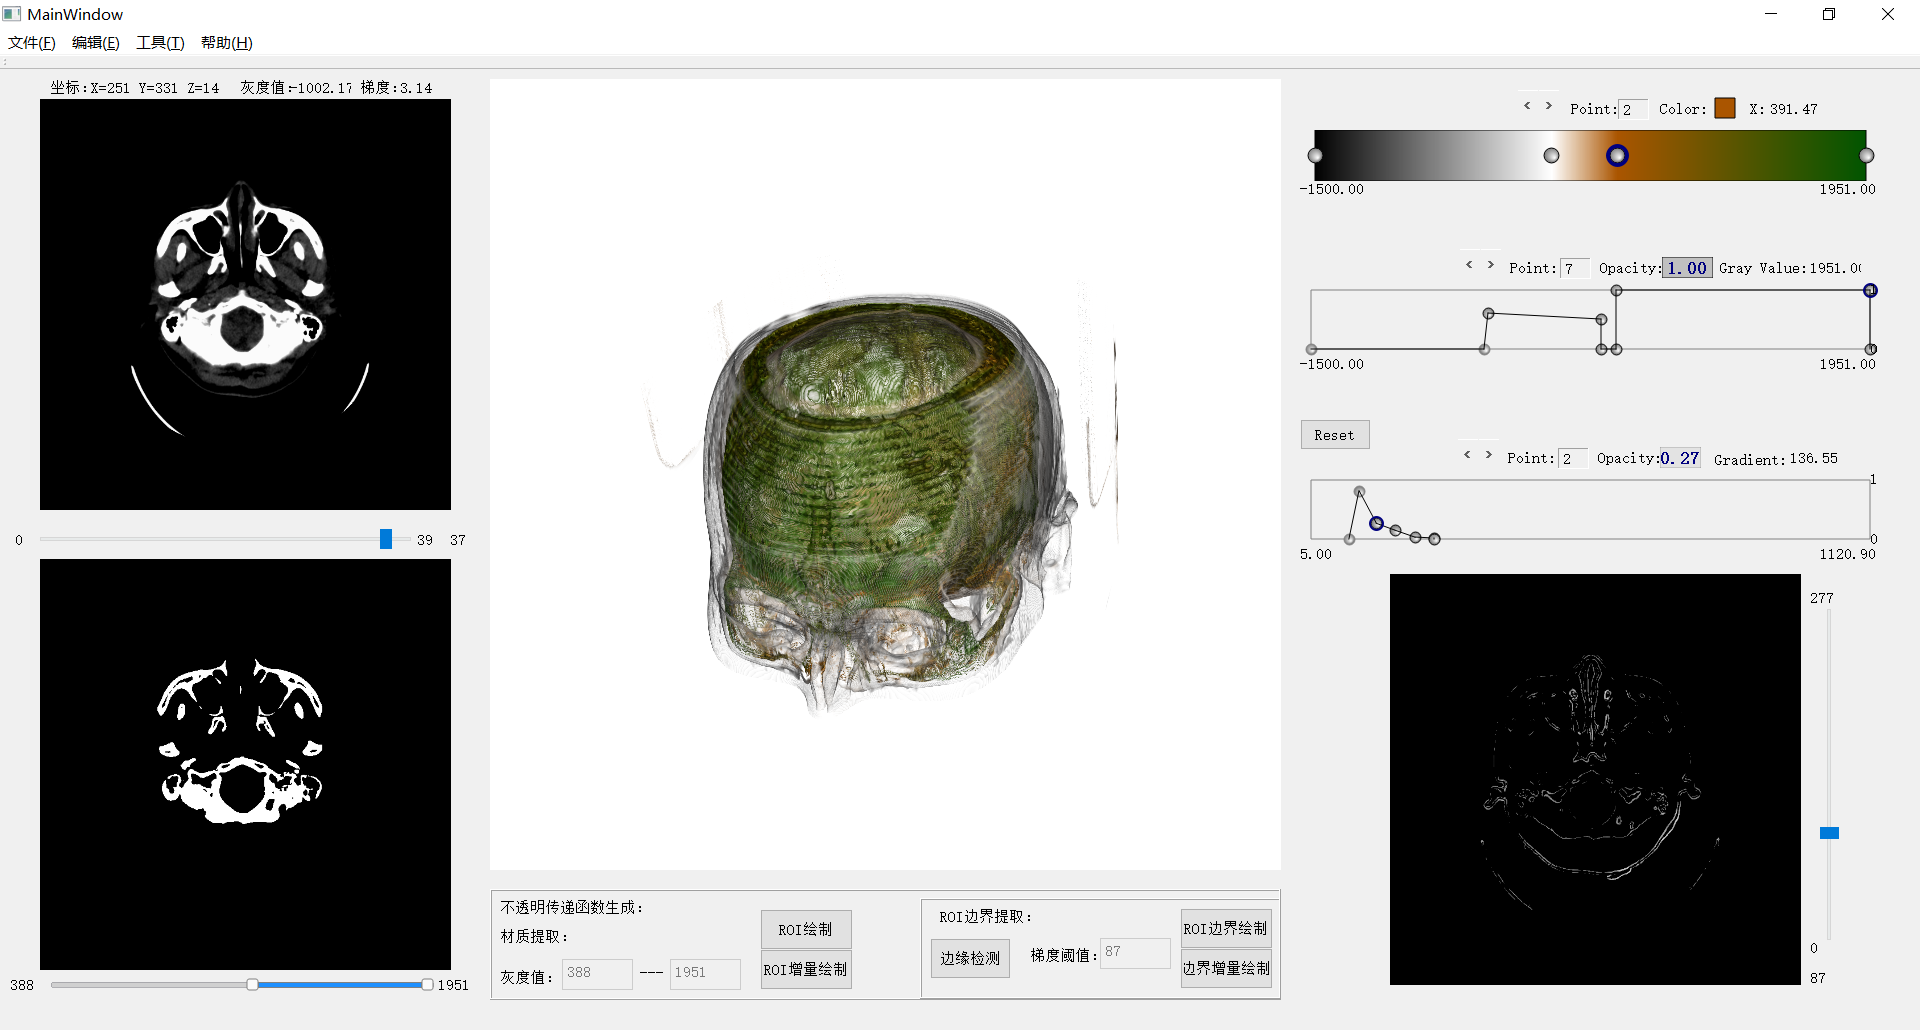 MainWindow
文件(F) 编辑(E) 工具(T) 帮助(H)
坐标:X=251 Y=331 Z=14 灰度值:-1002.17 梯度:3.14
0 39 37
388 1951
不透明传递函数生成:
材质提取:
灰度值: 388 --- 1951
ROI绘制
ROI增量绘制
ROI边界提取:
边缘检测 梯度阈值: 87
ROI边界绘制
边界增量绘制
< > Point: 2 Color: X: 391.47
-1500.00 1951.00
< > Point: 7 Opacity: 1.00 Gray Value:1951.0
0
-1500.00 1951.00
Reset
< > Point: 2 Opacity: 0.27 Gradient: 136.55
1
0
5.00 1120.90
277
0
87